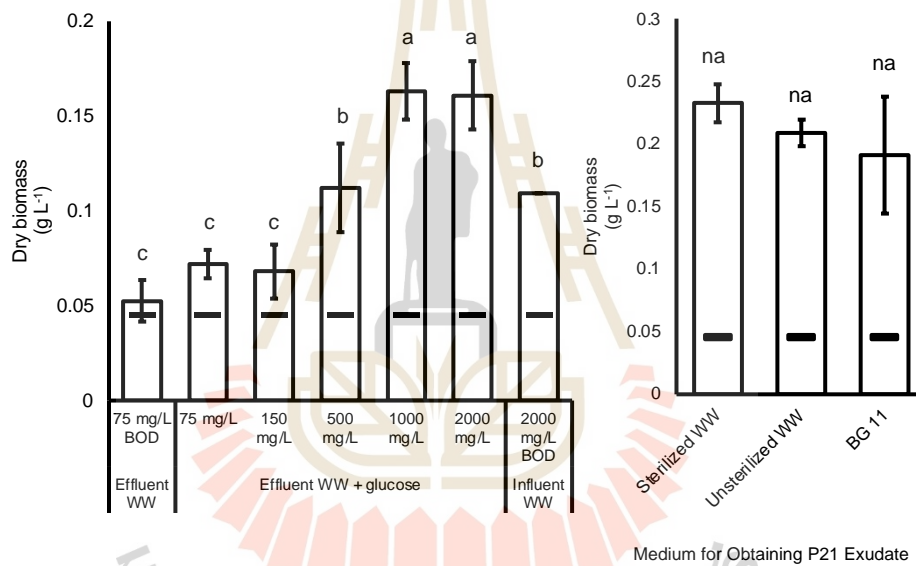 Dry biomass
(g L-1)
0.2
0.15
0.1
0.05
0
c
c
c
b
a
a
b
75 mg/L
BOD
75 mg/L
150
mg/L
500
mg/L
1000
mg/L
2000
mg/L
2000
mg/L
BOD
Effluent
WW
Effluent WW + glucose
Influent
WW
Dry biomass
(g L-1)
0.3
0.25
0.2
0.15
0.1
0.05
0
na
na
na
Sterilized WW
Unsterilized WW
BG 11
Medium for Obtaining P21 Exudate